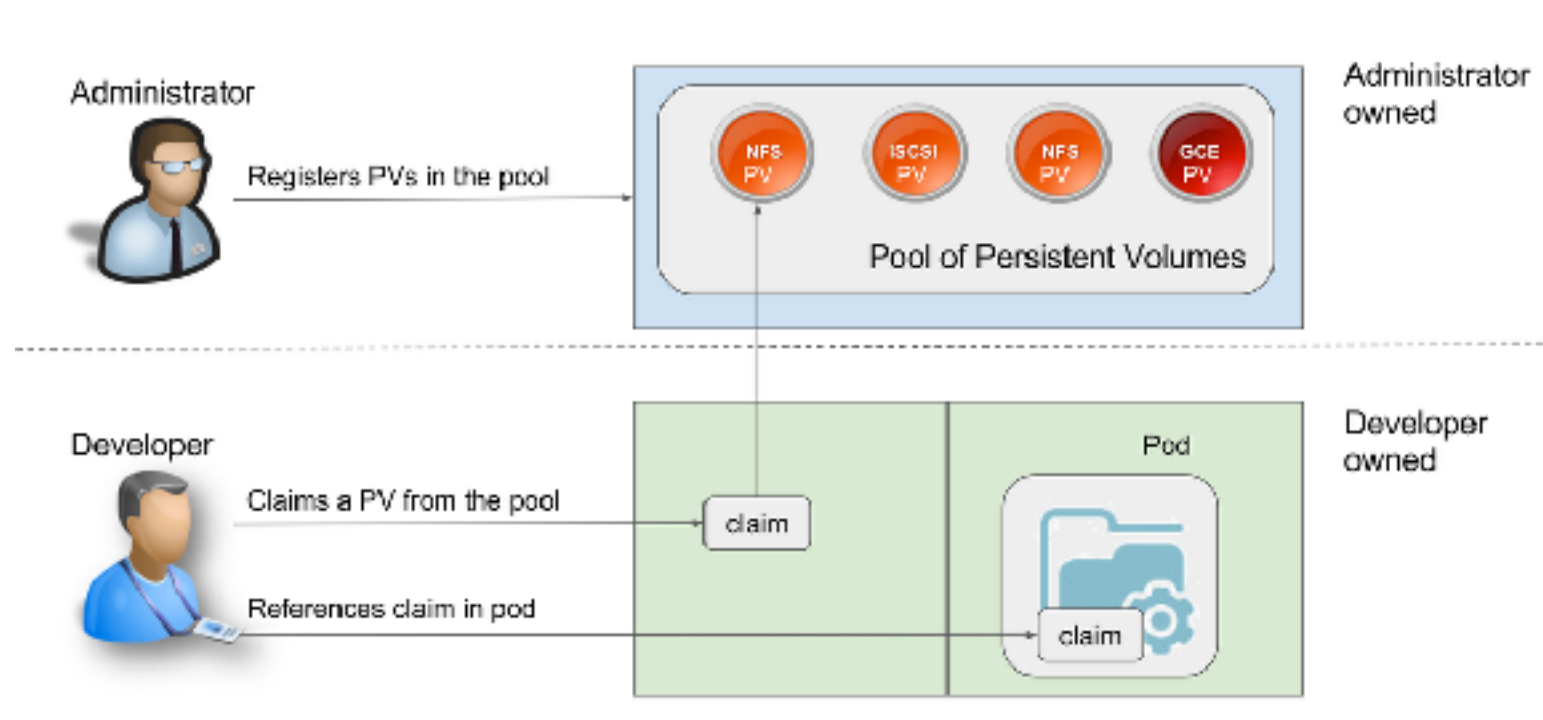 Administrator
Registers PVs in the pool
NFS
PV
ISCSI
PV
NFS
PV
GCE
PV
Pool of Persistent Volumes
Administrator
owned
Developer
Claims a PV from the pool
claim
References claim in pod
Pod
claim
Developer
owned